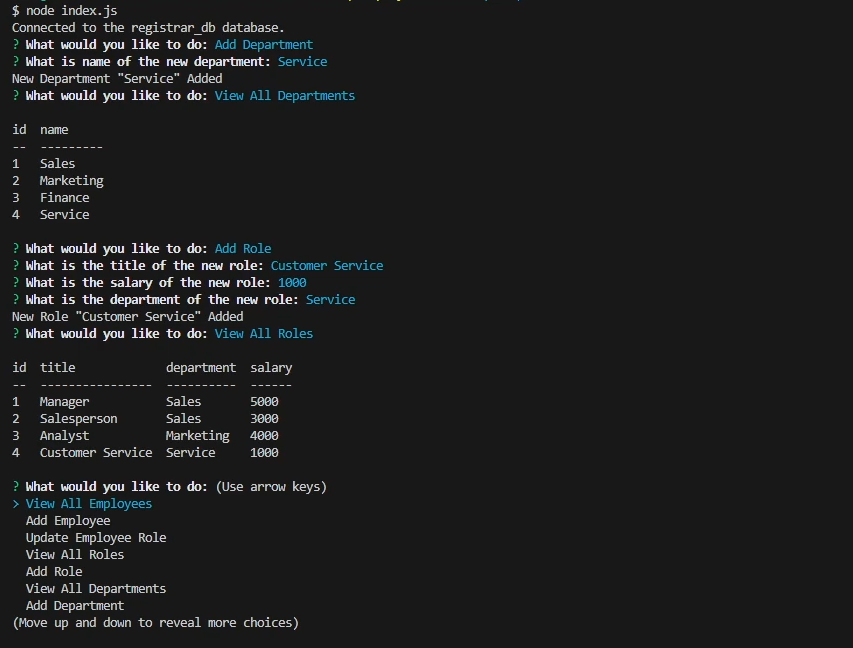 $ node index.js
Connected to the registrar_db database.
? What would you like to do: Add Department
? What is name of the new department: Service
New Department "Service" Added
? What would you like to do: View All Departments
id  name
--  ---------
1   Sales
2   Marketing
3   Finance
4   Service
? What would you like to do: Add Role
? What is the title of the new role: Customer Service
? What is the salary of the new role: 1000
? What is the department of the new role: Service
New Role "Customer Service" Added
? What would you like to do: View All Roles
id  title             department  salary
--  ----------------  ----------  ------
1   Manager           Sales       5000
2   Salesperson       Sales       3000
3   Analyst           Marketing   4000
4   Customer Service  Service     1000
? What would you like to do: (Use arrow keys)
> View All Employees
  Add Employee
  Update Employee Role
  View All Roles
  Add Role
  View All Departments
  Add Department
(Move up and down to reveal more choices)